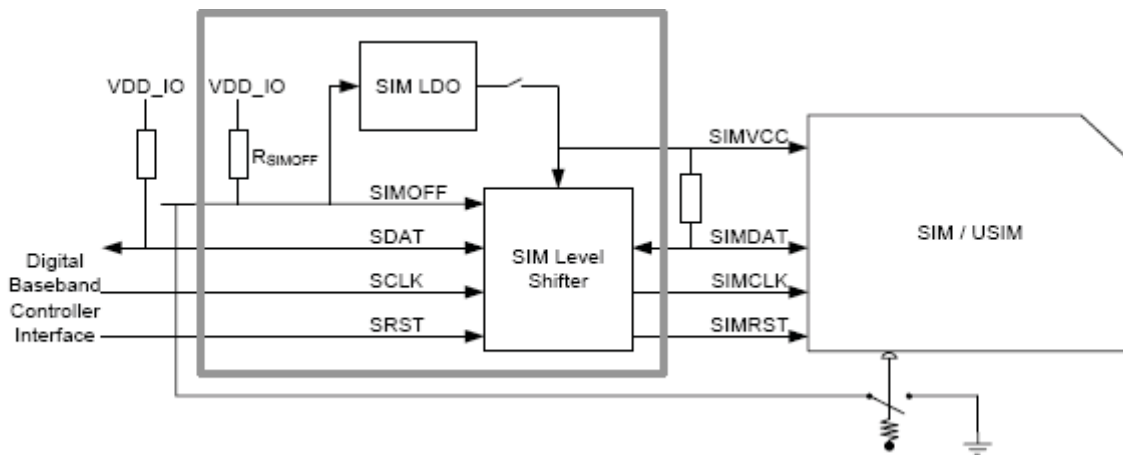 SIM LDO
VDD_IO
VDD_IO
RSIMOFF
SIMVCC
SIMOFF
SDAT
SIMDAT
SIM / USIM
Digital
Baseband
Controller
Interface
SIM Level
Shifter
SCLK
SIMCLK
SRST
SIMRST